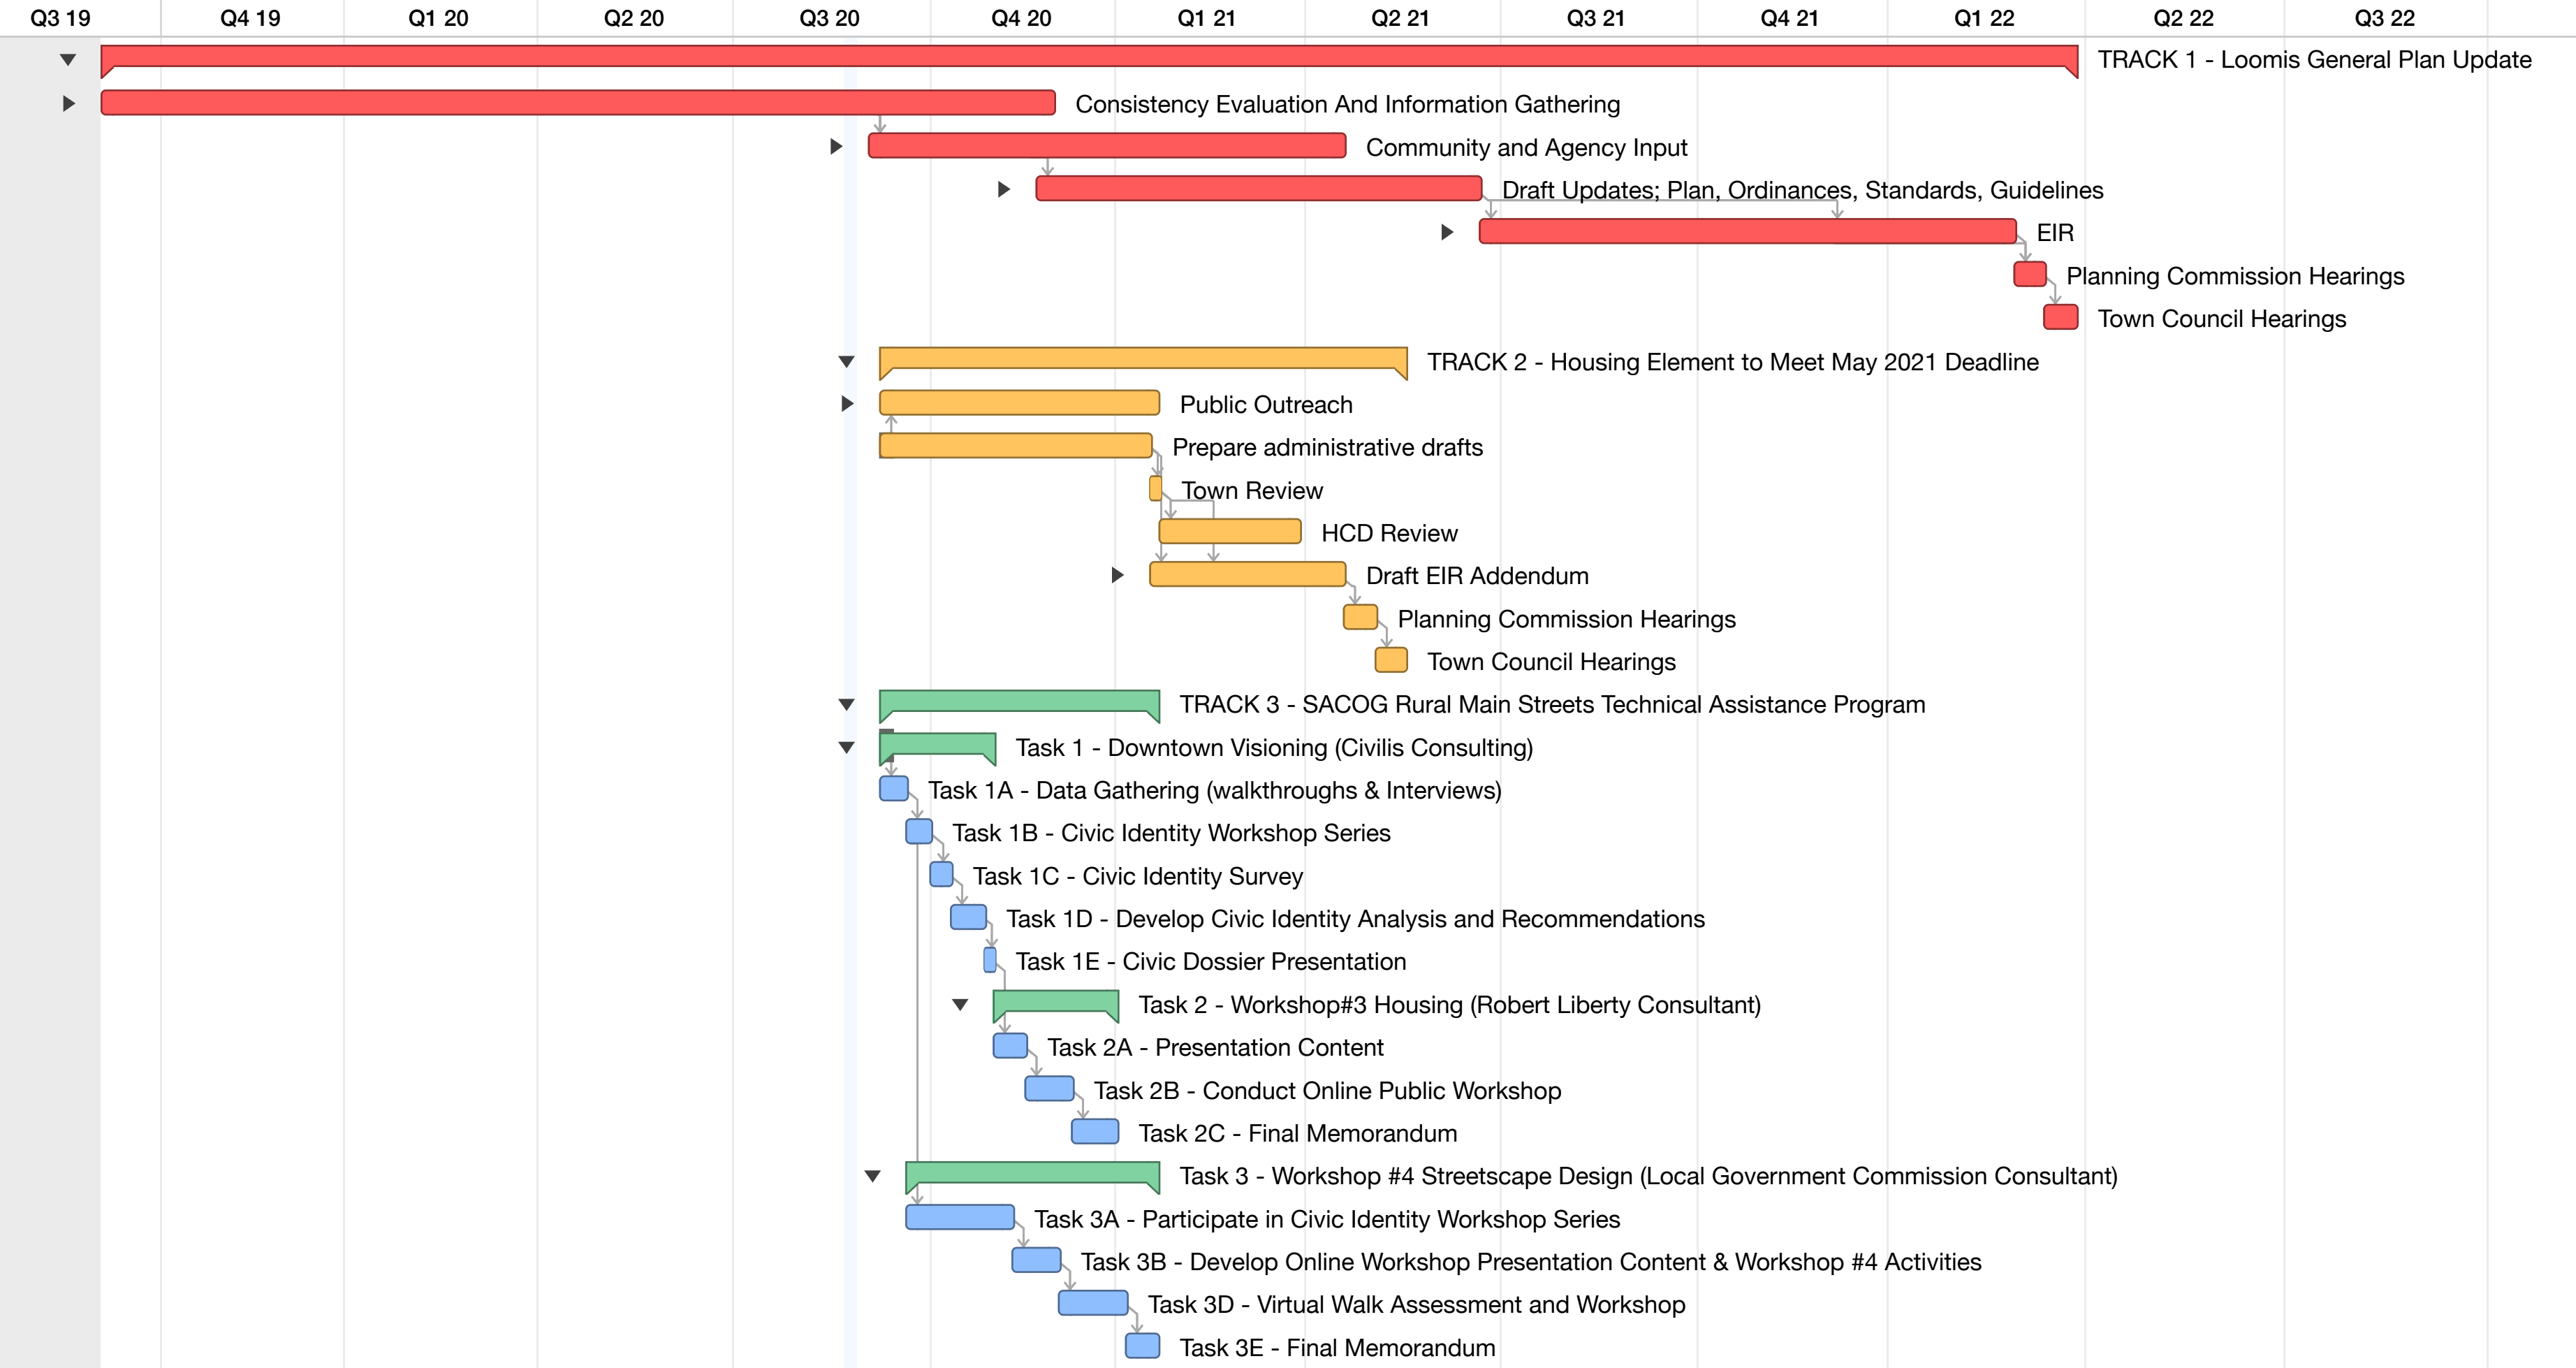 Q3 19 Q4 19 Q1 20 Q2 20 Q3 20 Q4 20 Q1 21 Q2 21 Q3 21 Q4 21 Q1 22 Q2 22 Q3 22
TRACK 1 - Loomis General Plan Update
Consistency Evaluation And Information Gathering
Community and Agency Input
Draft Updates; Plan, Ordinances, Standards, Guidelines
EIR
Planning Commission Hearings
Town Council Hearings
TRACK 2 - Housing Element to Meet May 2021 Deadline
Public Outreach
Prepare administrative drafts
Town Review
HCD Review
Draft EIR Addendum
Planning Commission Hearings
Town Council Hearings
TRACK 3 - SACOG Rural Main Streets Technical Assistance Program
Task 1 - Downtown Visioning (Civilis Consulting)
Task 1A - Data Gathering (walkthroughs & Interviews)
Task 1B - Civic Identity Workshop Series
Task 1C - Civic Identity Survey
Task 1D - Develop Civic Identity Analysis and Recommendations
Task 1E - Civic Dossier Presentation
Task 2 - Workshop#3 Housing (Robert Liberty Consultant)
Task 2A - Presentation Content
Task 2B - Conduct Online Public Workshop
Task 2C - Final Memorandum
Task 3 - Workshop #4 Streetscape Design (Local Government Commission Consultant)
Task 3A - Participate in Civic Identity Workshop Series
Task 3B - Develop Online Workshop Presentation Content & Workshop #4 Activities
Task 3D - Virtual Walk Assessment and Workshop
Task 3E - Final Memorandum